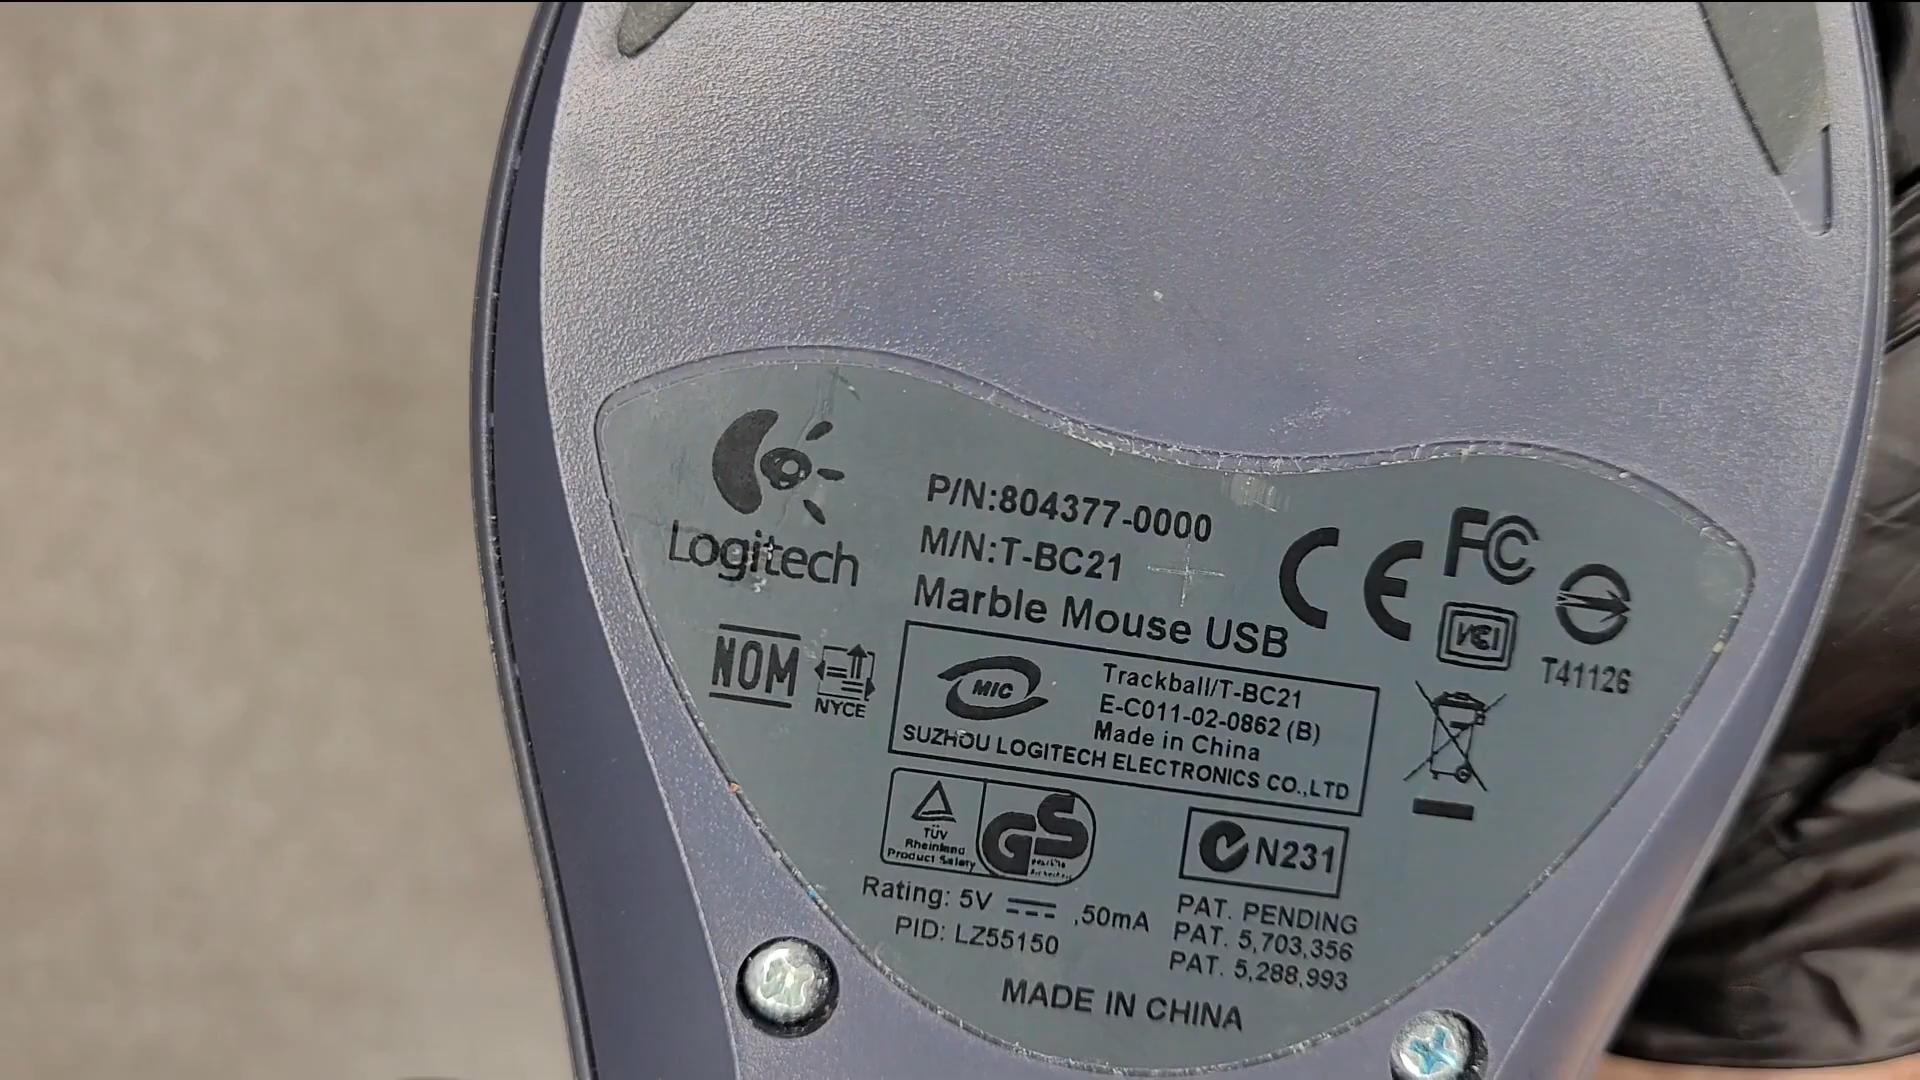 Logitech
P/N:804377-0000
M/N:T-BC21
Marble Mouse USB
CE
FC
VCI
T41126
NOM
NYCE
MIC
Trackball/T-BC21
E-C011-02-0862 (B)
Made in China
SUZHOU LOGITECH ELECTRONICS CO.,LTD
TÜV
Rheinland
Product Safety
GS
N231
Rating: 5V ,50mA
PID: LZ55150
PAT. PENDING
PAT. 5,703,356
PAT. 5,288,993
MADE IN CHINA